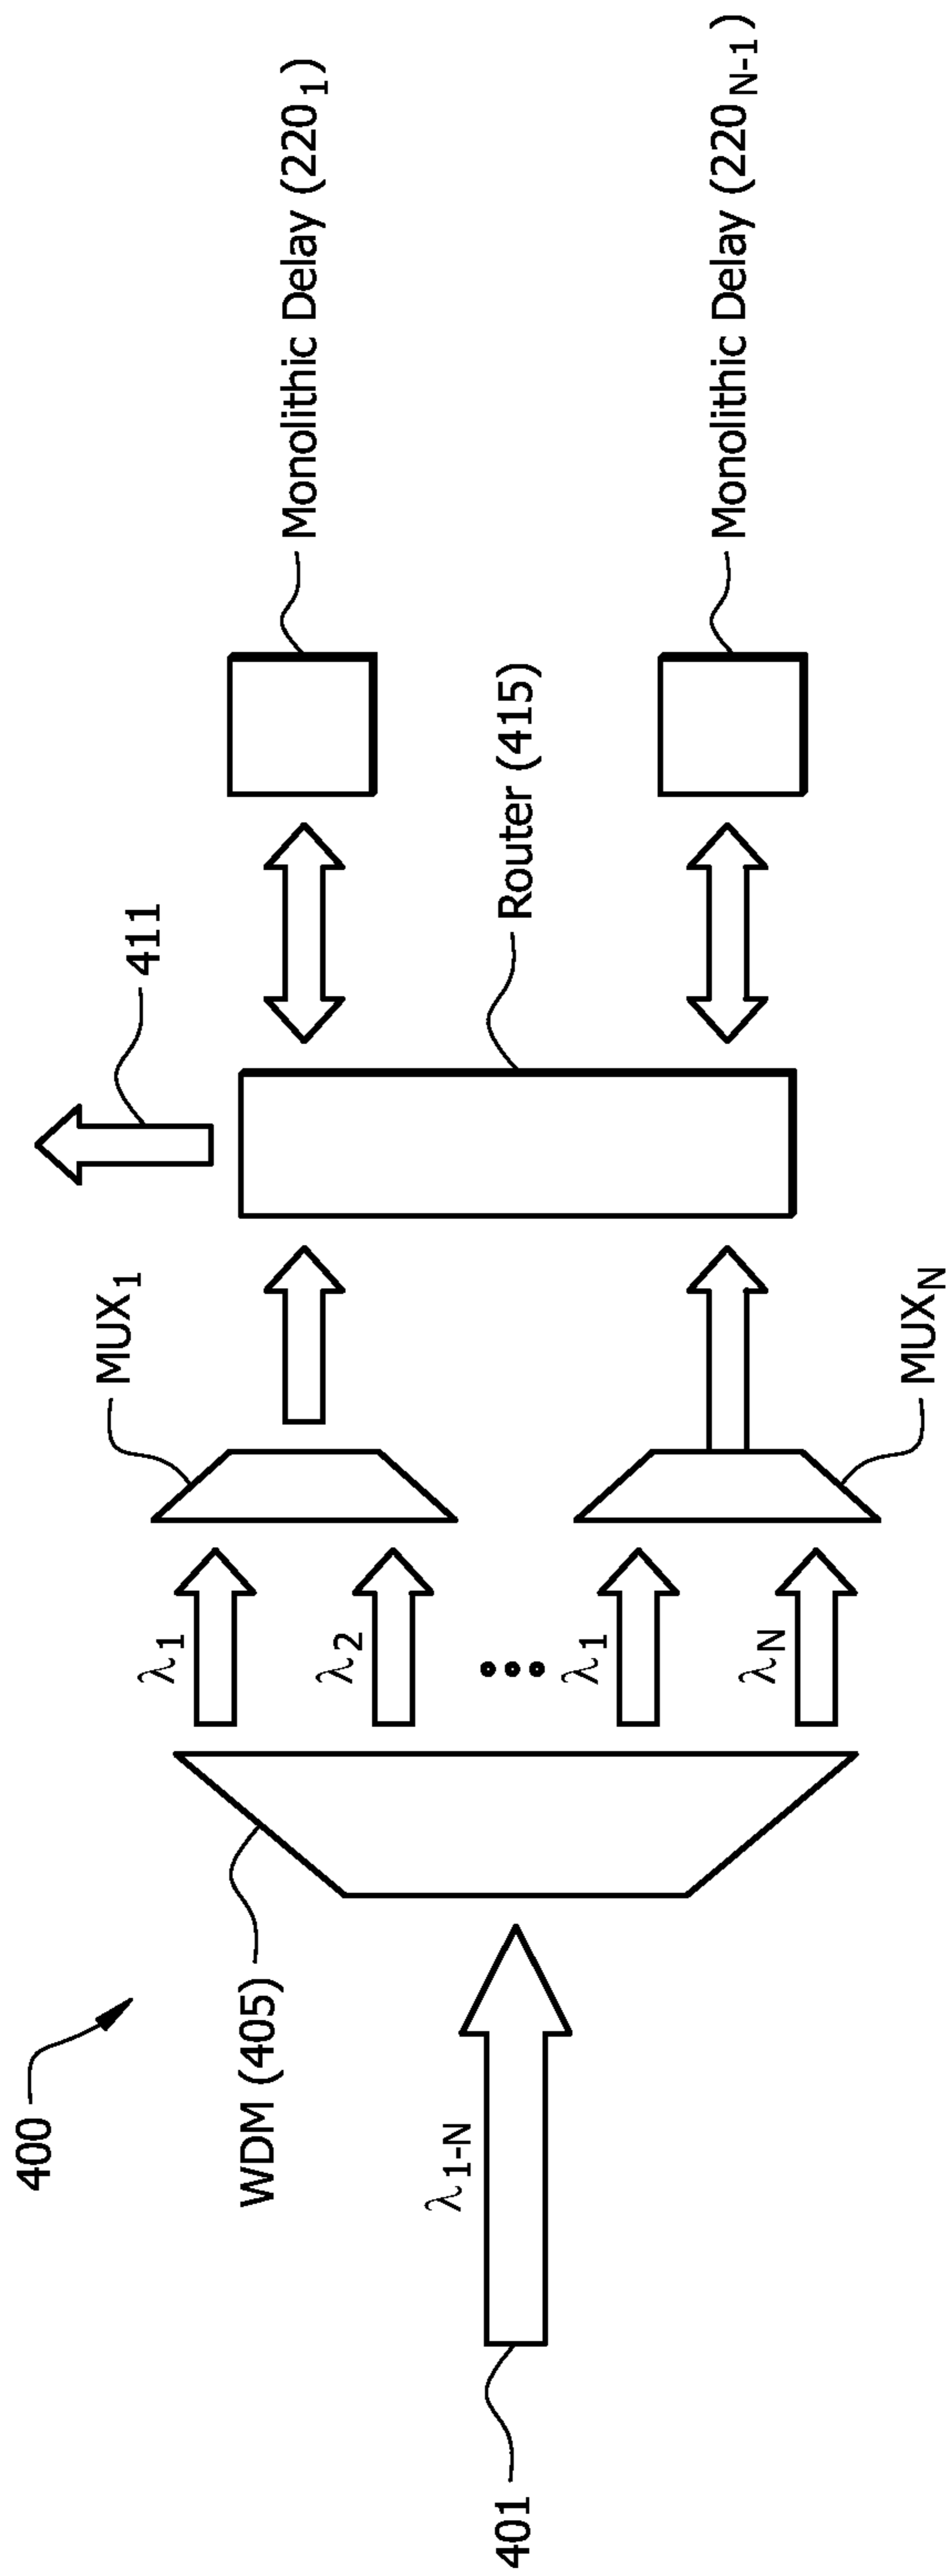 400
WDM (405)
401
λ1-N
λ1
λ2
λ1
λN
MUX1
MUXN
411
Router (415)
Monolithic Delay (2201)
Monolithic Delay (220N-1)